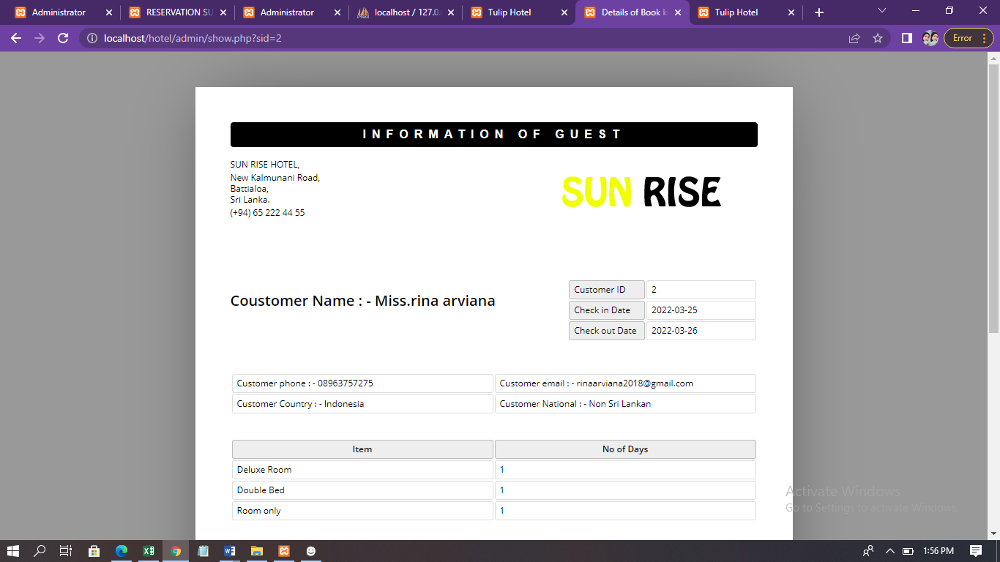 Administrator
RESERVATION SU
Administrator
localhost / 127.0.
Tulip Hotel
Details of Book k
Tulip Hotel
localhost/hotel/admin/show.php?sid=2
Error
INFORMATION OF GUEST
SUN RISE HOTEL,
New Kalmunani Road,
Battialoa,
Sri Lanka.
(+94) 65 222 44 55
SUN RISE
Coustomer Name : - Miss.rina arviana
Customer ID 2
Check in Date 2022-03-25
Check out Date 2022-03-26
Customer phone : - 08963757275 Customer email : - rinaarviana2018@gmail.com
Customer Country : - Indonesia Customer National : - Non Sri Lankan
Item No of Days
Deluxe Room 1
Double Bed 1
Room only 1
Activate Windows
Go to Settings to activate Windows.
1:56 PM